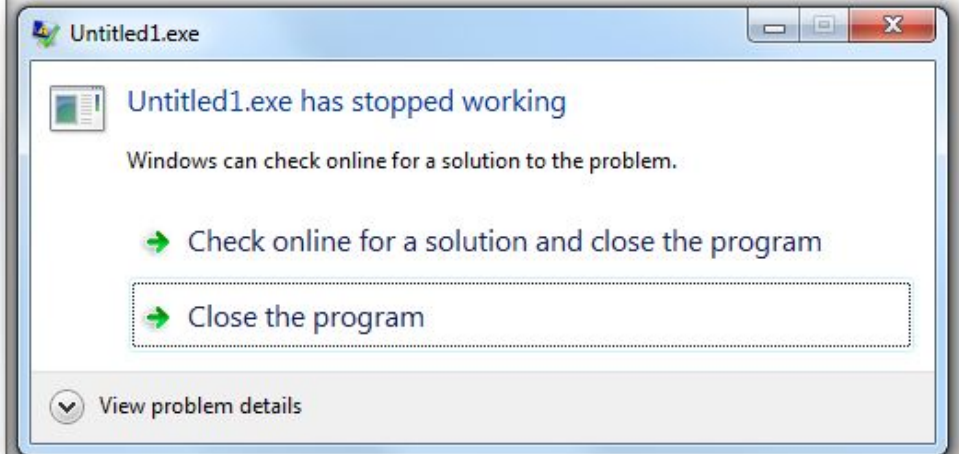 Untitled1.exe
Untitled1.exe has stopped working
Windows can check online for a solution to the problem.
Check online for a solution and close the program
Close the program
View problem details